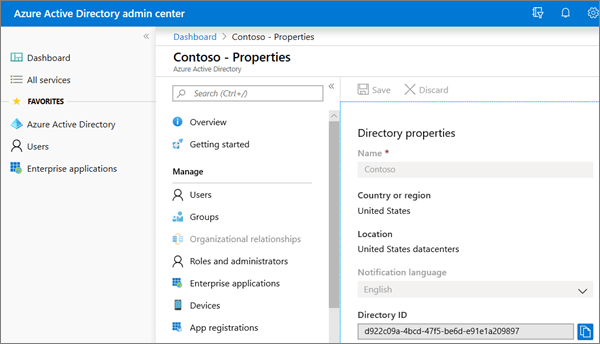 Azure Active Directory admin center
Dashboard
All services
FAVORITES
Azure Active Directory
Users
Enterprise applications
Dashboard > Contoso - Properties
Contoso - Properties
Azure Active Directory
Search (Ctrl+/)
Overview
Getting started
Manage
Users
Groups
Organizational relationships
Roles and administrators
Enterprise applications
Devices
App registrations
Save Discard
Directory properties
Name *
Contoso
Country or region
United States
Location
United States datacenters
Notification language
English
Directory ID
d922c09a-4bcd-47f5-be6d-e91e1a209897